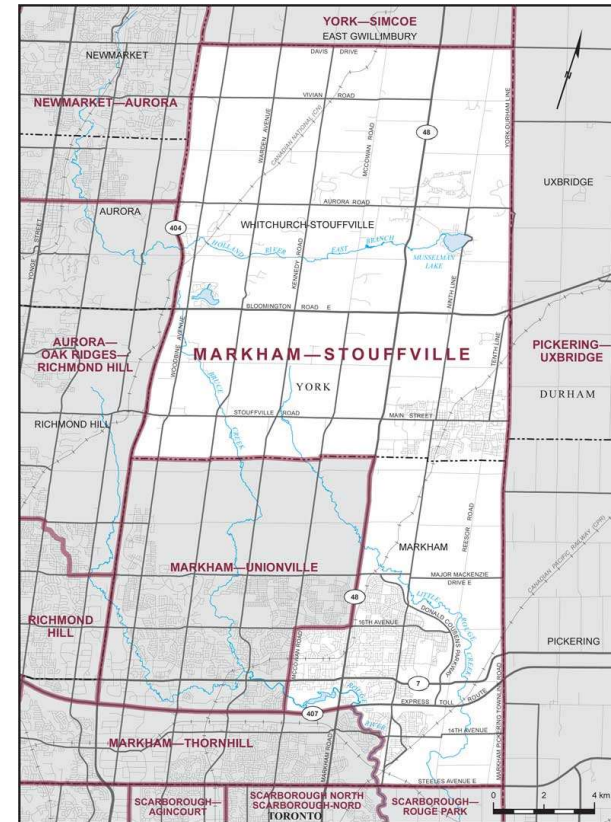 YORK—SIMCOE
EAST GWILLIMBURY
NEWMARKET
DAVIS DRIVE
N
NEWMARKET—AURORA
VIVIAN ROAD
WARDEN AVENUE
CANADIAN NATIONAL (CN)
MCCOWAN ROAD
48
YORK DURHAM LINE
UXBRIDGE
AURORA ROAD
AURORA
YONGE STREET
404
WHITCHURCH-STOUFFVILLE
HOLLAND RIVER EAST BRANCH
MUSSELMAN
LAKE
KENNEDY ROAD
NINTH LINE
BLOOMINGTON ROAD E
WOODBINE AVENUE
TENTH LINE
AURORA—
OAK RIDGES—
RICHMOND HILL
MARKHAM—STOUFFVILLE
PICKERING—
UXBRIDGE
YORK
DURHAM
BRUCE CREEK
STOUFFVILLE ROAD
MAIN STREET
RICHMOND HILL
REESOR ROAD
MARKHAM
CANADIAN PACIFIC RAILWAY (CPR)
MARKHAM—UNIONVILLE
MAJOR MACKENZIE
DRIVE E
48
LITTLE ROUGE CREEK
DONALD COUSENS PARKWAY
RICHMOND
HILL
16TH AVENUE
MCCOWAN ROAD
PICKERING
7
ROUGE RIVER
EXPRESS TOLL ROUTE
407
14TH AVENUE
MARKHAM PICKERING TOWNLINE ROAD
MARKHAM—THORNHILL
MARKHAM ROAD
STEELES AVENUE E
SCARBOROUGH—
AGINCOURT
SCARBOROUGH NORTH
SCARBOROUGH-NORD
TORONTO
SCARBOROUGH—
ROUGE PARK
0 2 4 km